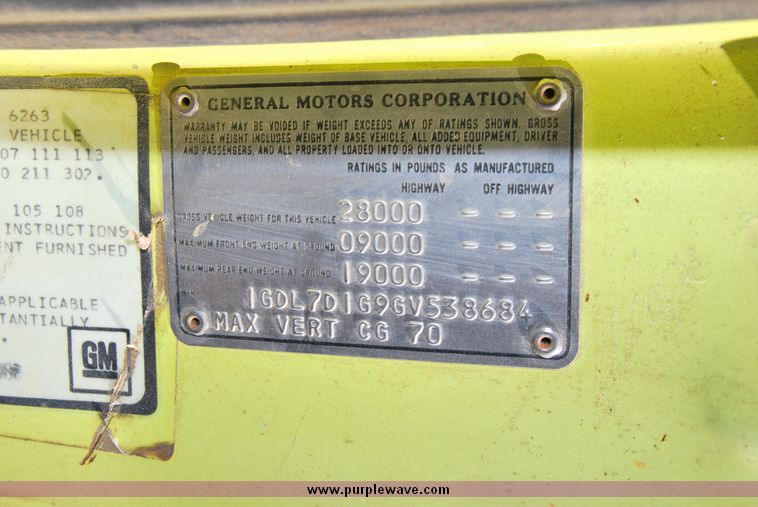 6263
VEHICLE
07 111 113
0 211 302.
105 108
INSTRUCTIONS
ENT FURNISHED
APPLICABLE
TANTIALLY
GM
GENERAL MOTORS CORPORATION
WARRANTY MAY BE VOIDED IF WEIGHT EXCEEDS ANY OF RATINGS SHOWN. GROSS
VEHICLE WEIGHT INCLUDES WEIGHT OF BASE VEHICLE, ALL ADDED EQUIPMENT, DRIVER
AND PASSENGERS, AND ALL PROPERTY LOADED INTO OR ONTO VEHICLE.
RATINGS IN POUNDS AS MANUFACTURED
HIGHWAY OFF HIGHWAY
GROSS VEHICLE WEIGHT FOR THIS VEHICLE 28000 - - -
MAXIMUM FRONT END WEIGHT AT GROUND 09000 - - -
MAXIMUM REAR END WEIGHT AT GROUND 19000 - - -
VIN 1GDL7D1G9GV538684
MAX VERT CG 70
www.purplewave.com